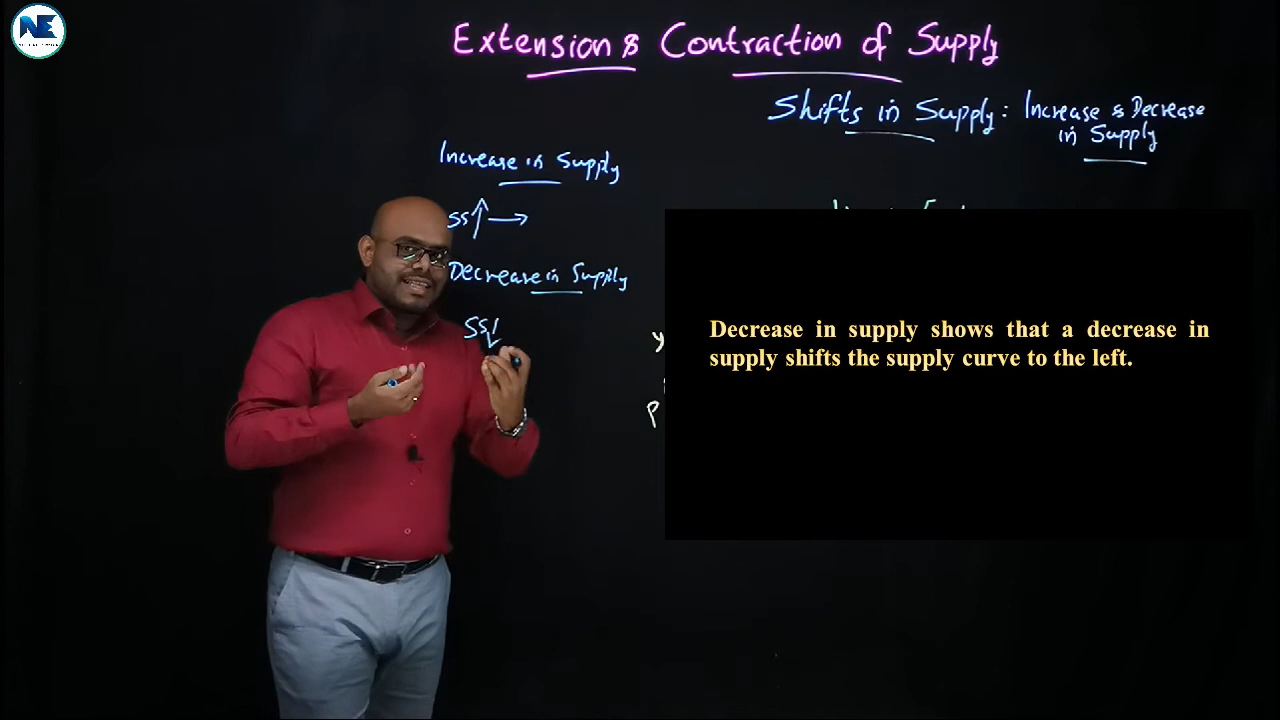 NE
Extension & Contraction of Supply
Shifts in Supply: Increase & Decrease
in Supply
Increase in Supply
SS↑→
Decrease in Supply
SS↓
y
P
Decrease in supply shows that a decrease in
supply shifts the supply curve to the left.